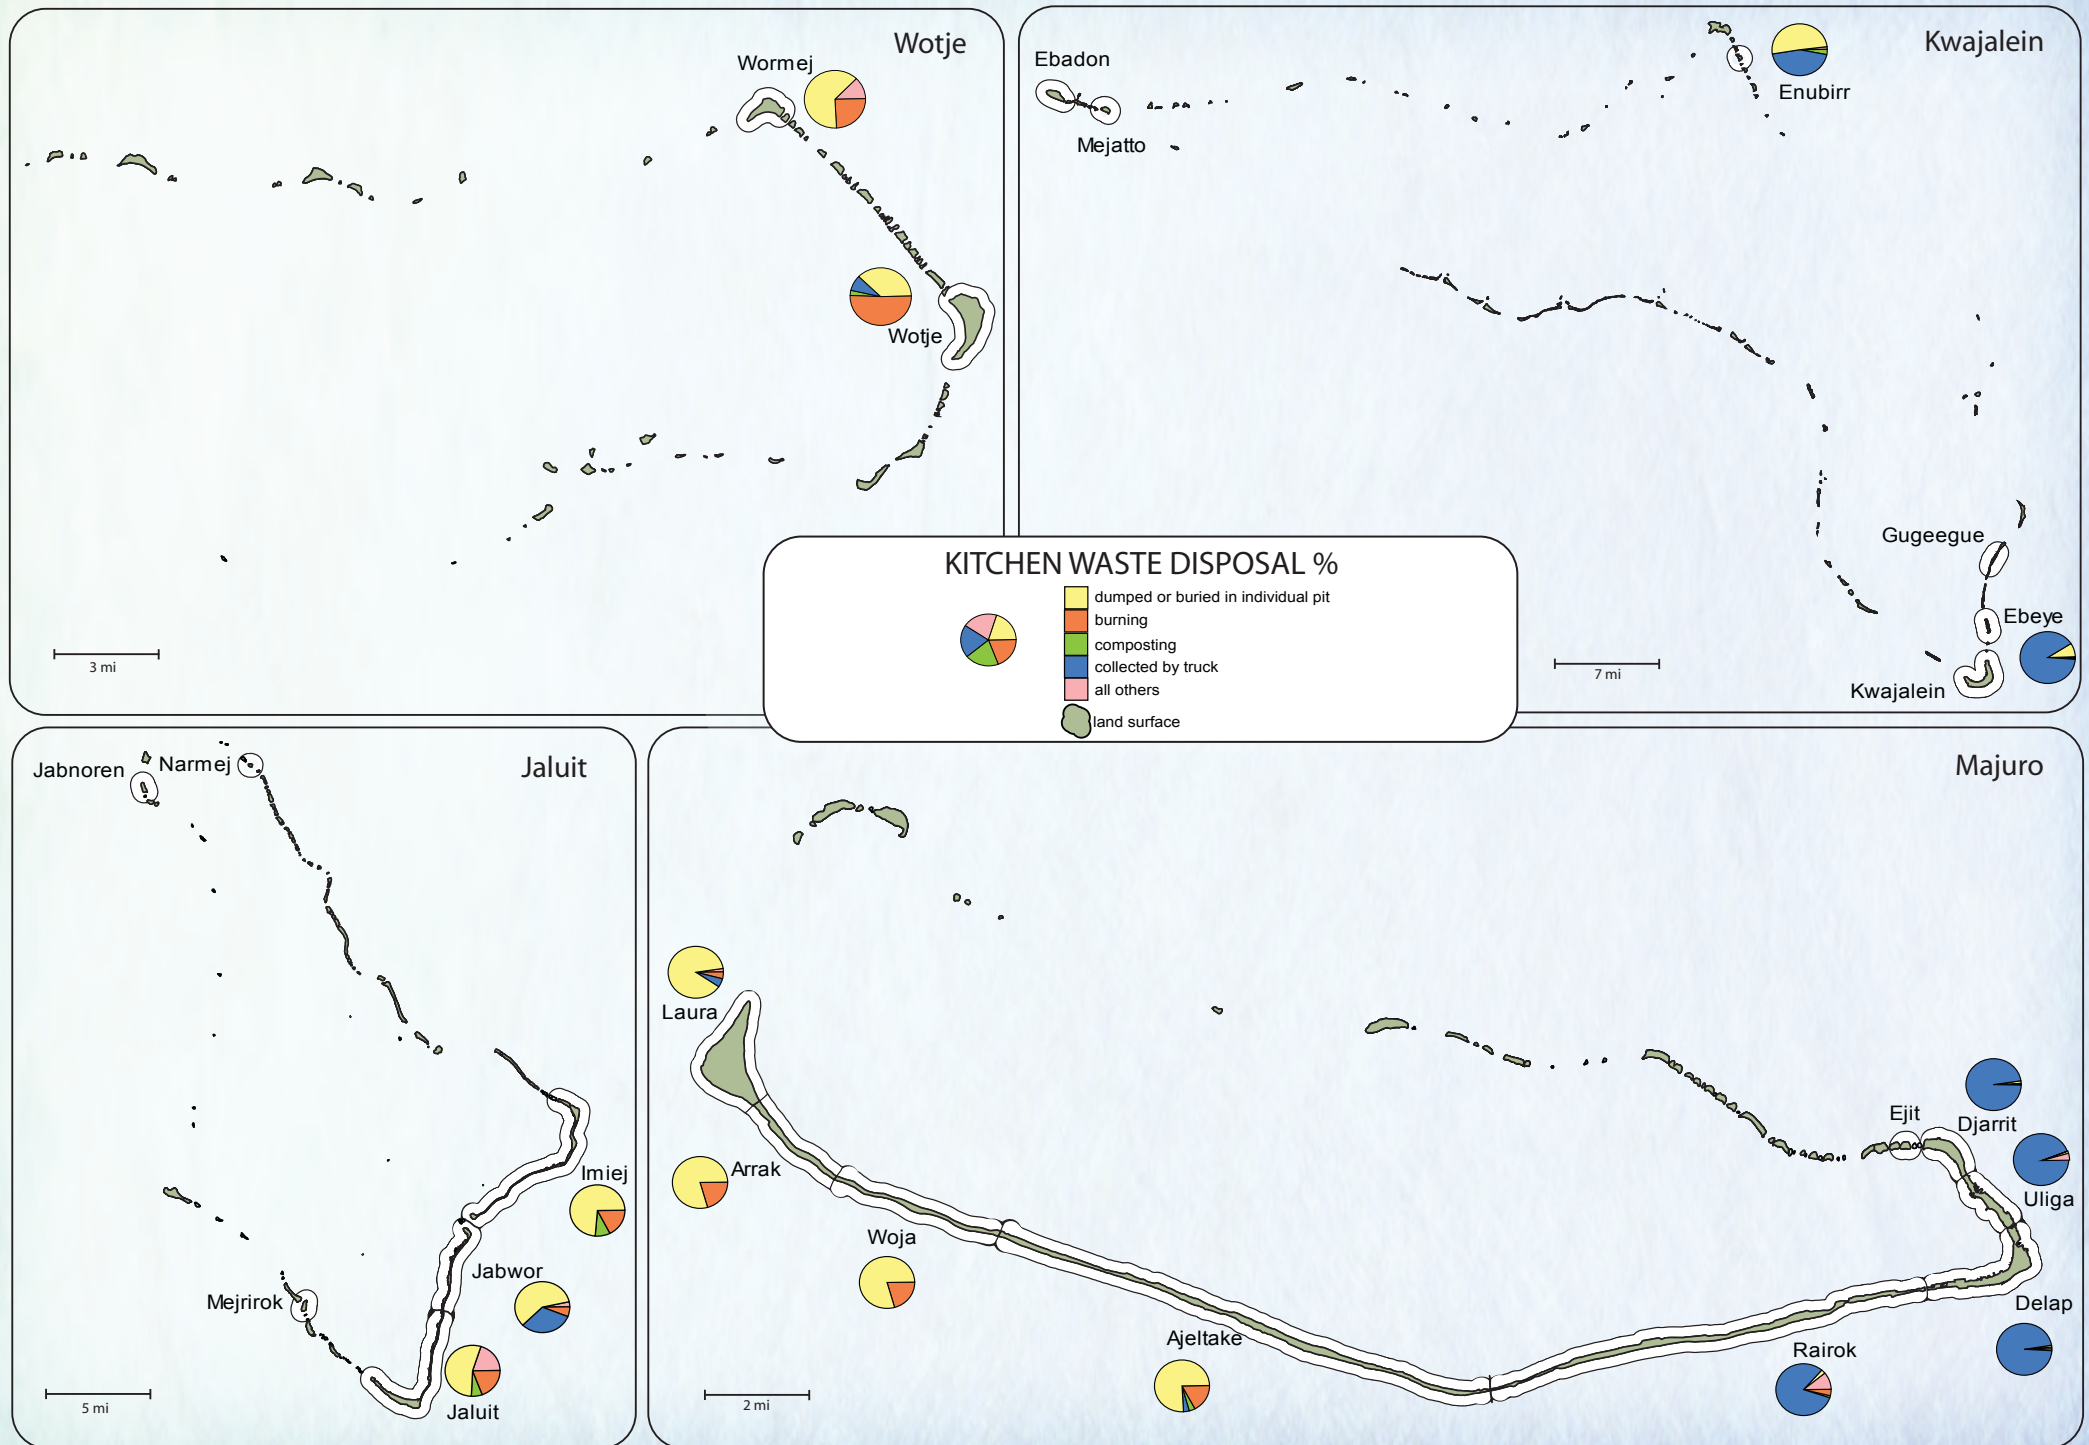 Wotje
Wormej
Wotje
3 mi
Kwajalein
Ebadon
Mejatto
Enubirr
Gugeegue
Ebeye
Kwajalein
7 mi
KITCHEN WASTE DISPOSAL %
dumped or buried in individual pit
burning
composting
collected by truck
all others
land surface
Jaluit
Jabnoren
Narmej
Imiej
Jabwor
Mejrirok
Jaluit
5 mi
Majuro
Laura
Arrak
Woja
Ajeltake
Ejit
Djarrit
Uliga
Delap
Rairok
2 mi